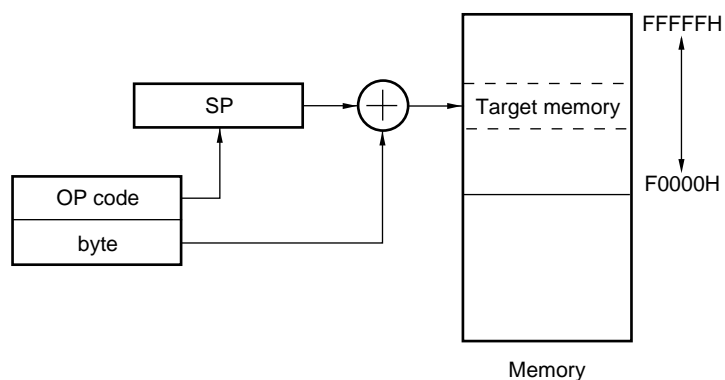 FFFFFH
SP
Target memory
OP code
F0000H
byte
Memory